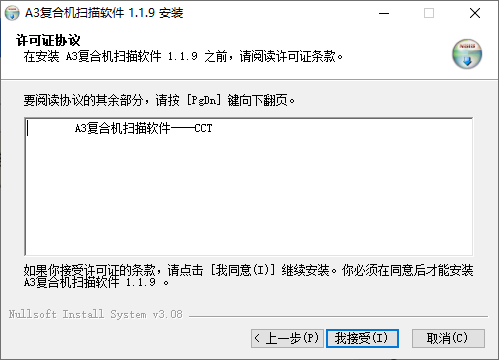 A3复合机扫描软件 1.1.9 安装
许可证协议
在安装 A3复合机扫描软件 1.1.9 之前，请阅读许可证条款。
要阅读协议的其余部分，请按 [PgDn] 键向下翻页。
A3复合机扫描软件——CCT
如果你接受许可证的条款，请点击 [我同意(I)] 继续安装。你必须在同意后才能安装
A3复合机扫描软件 1.1.9 。
Nullsoft Install System v3.08
< 上一步(P)
我接受(I)
取消(C)